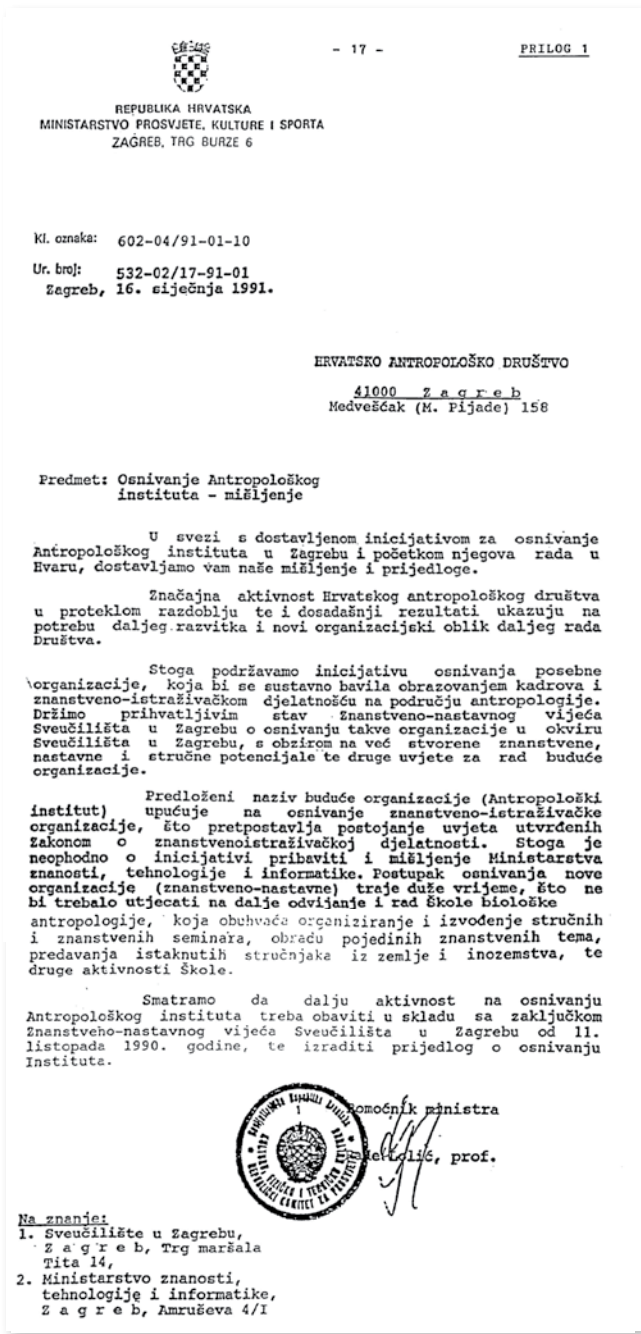 - 17 -
PRILOG 1
REPUBLIKA HRVATSKA
MINISTARSTVO PROSVJETE, KULTURE I SPORTA
ZAGREB, TRG BURZE 6
Kl. oznaka: 602-04/91-01-10
Ur. broj: 532-02/17-91-01
Zagreb, 16. siječnja 1991.
HRVATSKO ANTROPOLOŠKO DRUŠTVO
41000 Z a g r e b
Medveščak (M. Pijade) 158
Predmet: Osnivanje Antropološkog
instituta - mišljenje
U svezi s dostavljenom inicijativom za osnivanje
Antropološkog instituta u Zagrebu i početkom njegova rada u
Hvaru, dostavljamo vam naše mišljenje i prijedloge.
Značajna aktivnost Hrvatskog antropološkog društva
u proteklom razdoblju te i dosadašnji rezultati ukazuju na
potrebu daljeg razvitka i novi organizacijski oblik daljeg rada
Društva.
Stoga podržavamo inicijativu osnivanja posebne
organizacije, koja bi se sustavno bavila obrazovanjem kadrova i
znanstveno-istraživačkom djelatnošću na području antropologije.
Držimo prihvatljivim stav Znanstveno-nastavnog vijeća
Sveučilišta u Zagrebu o osnivanju takve organizacije u okviru
Sveučilišta u Zagrebu, s obzirom na već stvorene znanstvene,
nastavne i stručne potencijale te druge uvjete za rad buduće
organizacije.
Predloženi naziv buduće organizacije (Antropološki
institut) upućuje na osnivanje znanstveno-istraživačke
organizacije, što pretpostavlja postojanje uvjeta utvrđenih
Zakonom o znanstvenoistraživačkoj djelatnosti. Stoga je
neophodno o inicijativi pribaviti i mišljenje Ministarstva
znanosti, tehnologije i informatike. Postupak osnivanja nove
organizacije (znanstveno-nastavne) traje duže vrijeme, što ne
bi trebalo utjecati na dalje odvijanje i rad Škole biološke
antropologije, koja obuhvaća organiziranje i izvođenje stručnih
i znanstvenih seminara, obradu pojedinih znanstvenih tema,
predavanja istaknutih stručnjaka iz zemlje i inozemstva, te
druge aktivnosti Škole.
Smatramo da dalju aktivnost na osnivanju
Antropološkog instituta treba obaviti u skladu sa zaključkom
Znanstveno-nastavnog vijeća Sveučilišta u Zagrebu od 11.
listopada 1990. godine, te izraditi prijedlog o osnivanju
Instituta.
Pomoćnik ministra
prof.
Na znanje:
1. Sveučilište u Zagrebu,
Z a g r e b, Trg maršala
Tita 14,
2. Ministarstvo znanosti,
tehnologije i informatike,
Z a g r e b, Amruševa 4/I